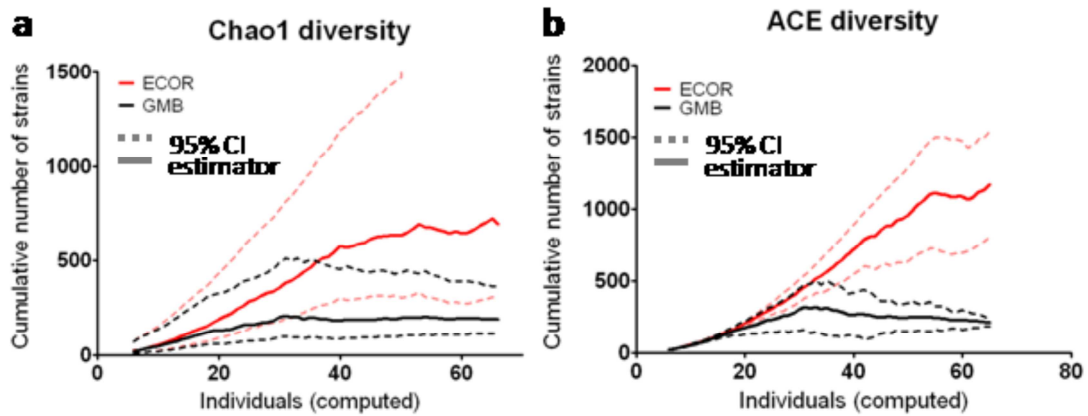 a
Chao1 diversity
Cumulative number of strains
1500
1000
500
0
ECOR
GMB
95% CI
estimator
0
20
40
60
Individuals (computed)
b
ACE diversity
Cumulative number of strains
2000
1500
1000
500
0
ECOR
GMB
95% CI
estimator
0
20
40
60
80
Individuals (computed)